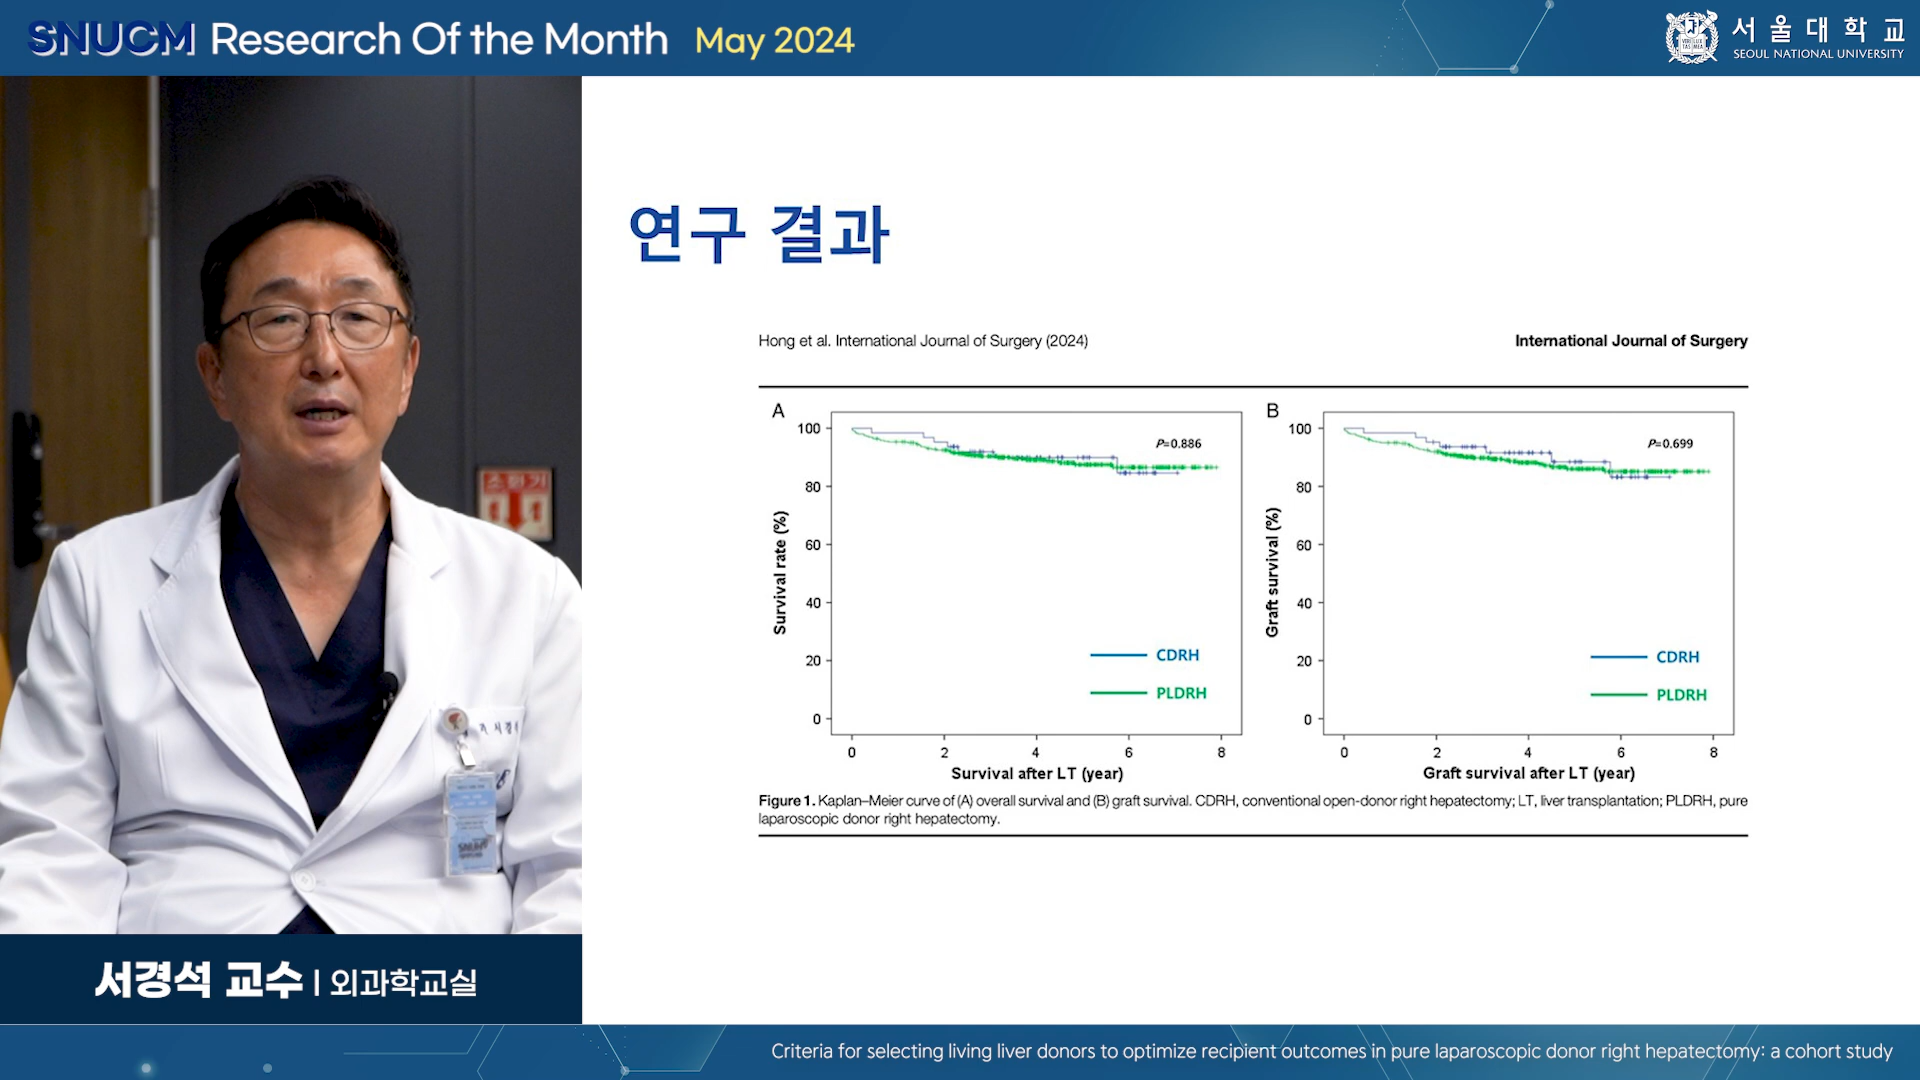 SNUCM Research Of the Month May 2024
서울대학교
SEOUL NATIONAL UNIVERSITY
소화기
서경석 교수 | 외과학교실
연구 결과
Hong et al. International Journal of Surgery (2024)
International Journal of Surgery
A
P=0.886
100
80
60
40
20
0
Survival rate (%)
CDRH
PLDRH
0 2 4 6 8
Survival after LT (year)
B
P=0.699
100
80
60
40
20
0
Graft survival (%)
CDRH
PLDRH
0 2 4 6 8
Graft survival after LT (year)
Figure 1. Kaplan–Meier curve of (A) overall survival and (B) graft survival. CDRH, conventional open-donor right hepatectomy; LT, liver transplantation; PLDRH, pure
laparoscopic donor right hepatectomy.
Criteria for selecting living liver donors to optimize recipient outcomes in pure laparoscopic donor right hepatectomy: a cohort study